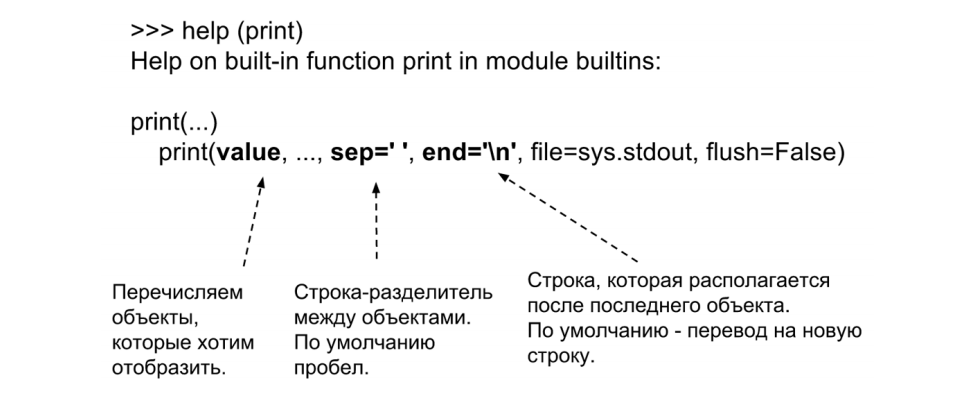 >>> help (print)
Help on built-in function print in module builtins:
print(...)
print(value, ..., sep=' ', end='\n', file=sys.stdout, flush=False)
Перечисляем
объекты,
которые хотим
отобразить.
Строка-разделитель
между объектами.
По умолчанию
пробел.
Строка, которая располагается
после последнего объекта.
По умолчанию - перевод на новую
строку.